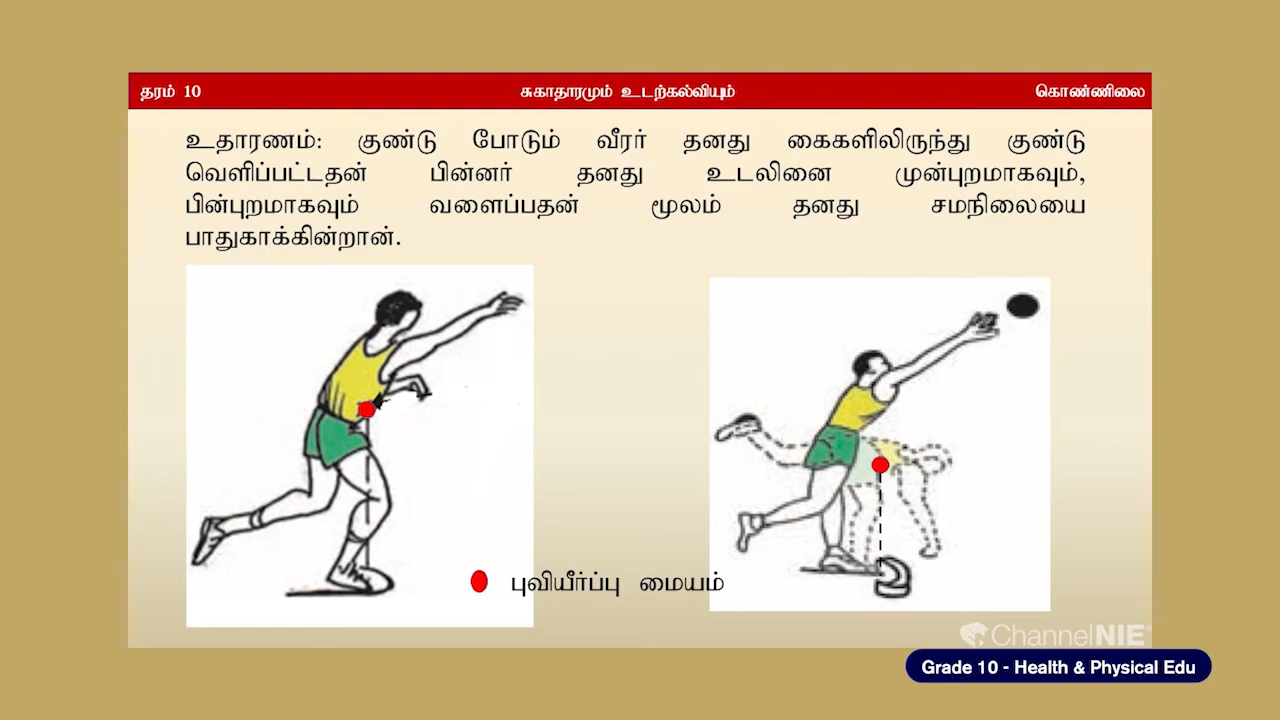 தரம் 10 சுகாதாரமும் உடற்கல்வியும் கொண்ணிலை
உதாரணம்: குண்டு போடும் வீரர் தனது கைகளிலிருந்து குண்டு
வெளிப்பட்டதன் பின்னர் தனது உடலினை முன்புறமாகவும்,
பின்புறமாகவும் வளைப்பதன் மூலம் தனது சமநிலையை
பாதுகாக்கின்றான்.
புவியீர்ப்பு மையம்
ChannelNIE
Grade 10 - Health & Physical Edu